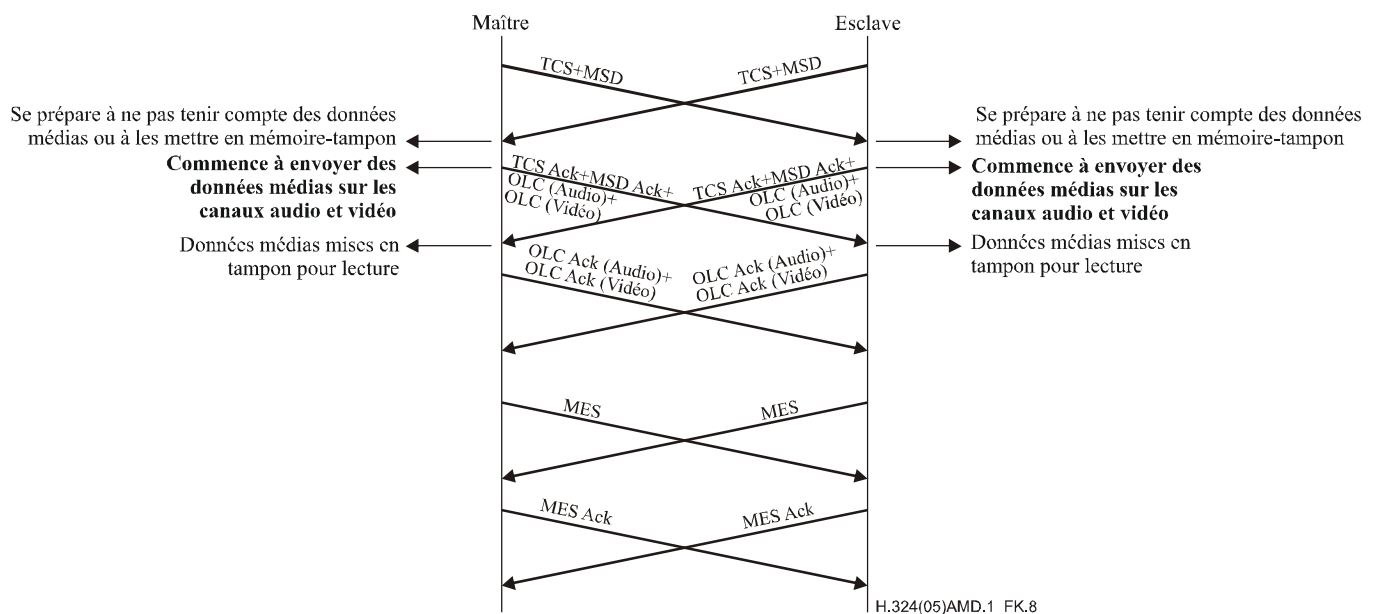 Maître
Esclave
TCS+MSD
TCS+MSD
Se prépare à ne pas tenir compte des données
médias ou à les mettre en mémoire-tampon
Se prépare à ne pas tenir compte des données
médias ou à les mettre en mémoire-tampon
Commence à envoyer des
données médias sur les
canaux audio et vidéo
TCS Ack+MSD Ack+
OLC (Audio)+
OLC (Vidéo)
TCS Ack+MSD Ack+
OLC (Audio)+
OLC (Vidéo)
Commence à envoyer des
données médias sur les
canaux audio et vidéo
Données médias mises en
tampon pour lecture
Données médias mises en
tampon pour lecture
OLC Ack (Audio)+
OLC Ack (Vidéo)
OLC Ack (Audio)+
OLC Ack (Vidéo)
MES
MES
MES Ack
MES Ack
H.324(05)AMD.1_FK.8